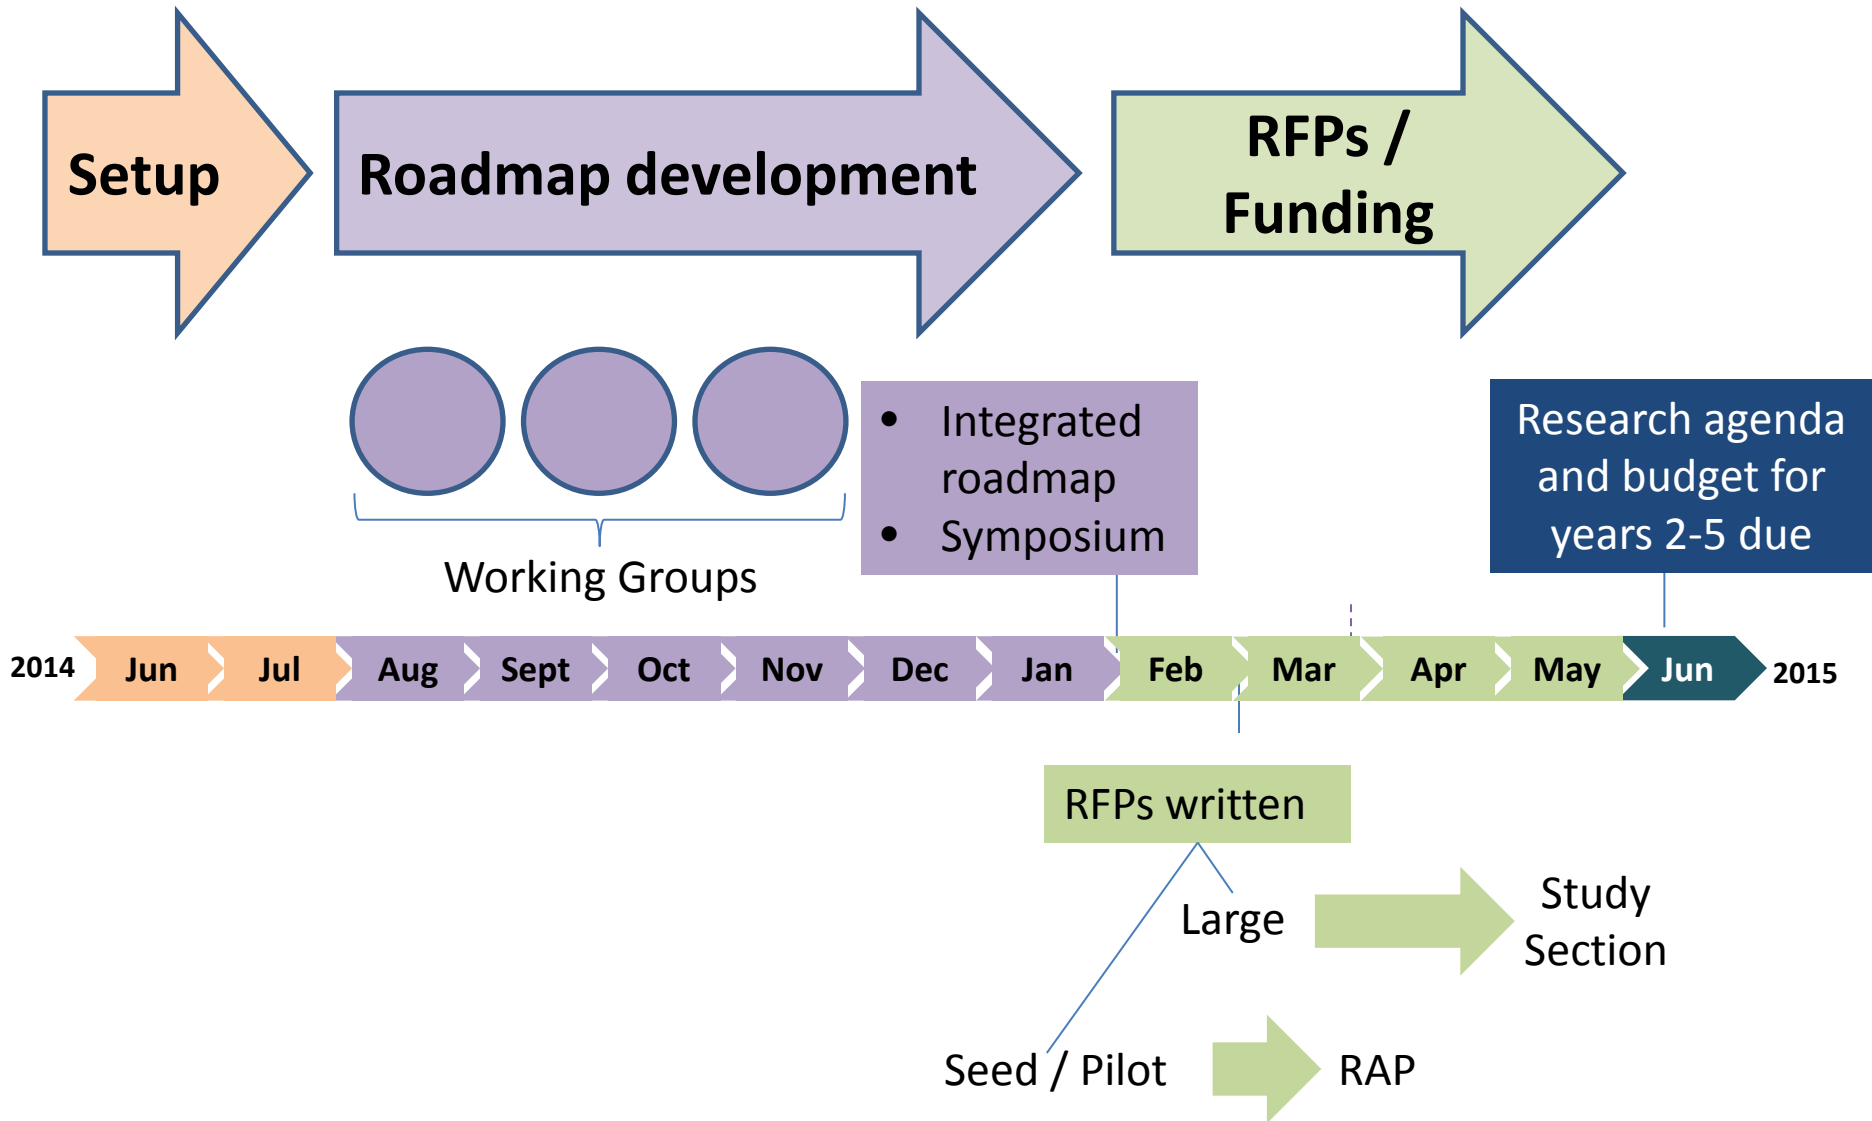 Setup
Roadmap development
RFPs /
Funding
• Integrated
roadmap
• Symposium
Research agenda
and budget for
years 2-5 due
Working Groups
2014 Jun Jul Aug Sept Oct Nov Dec Jan Feb Mar Apr May Jun 2015
RFPs written
Large
Study
Section
Seed / Pilot
RAP